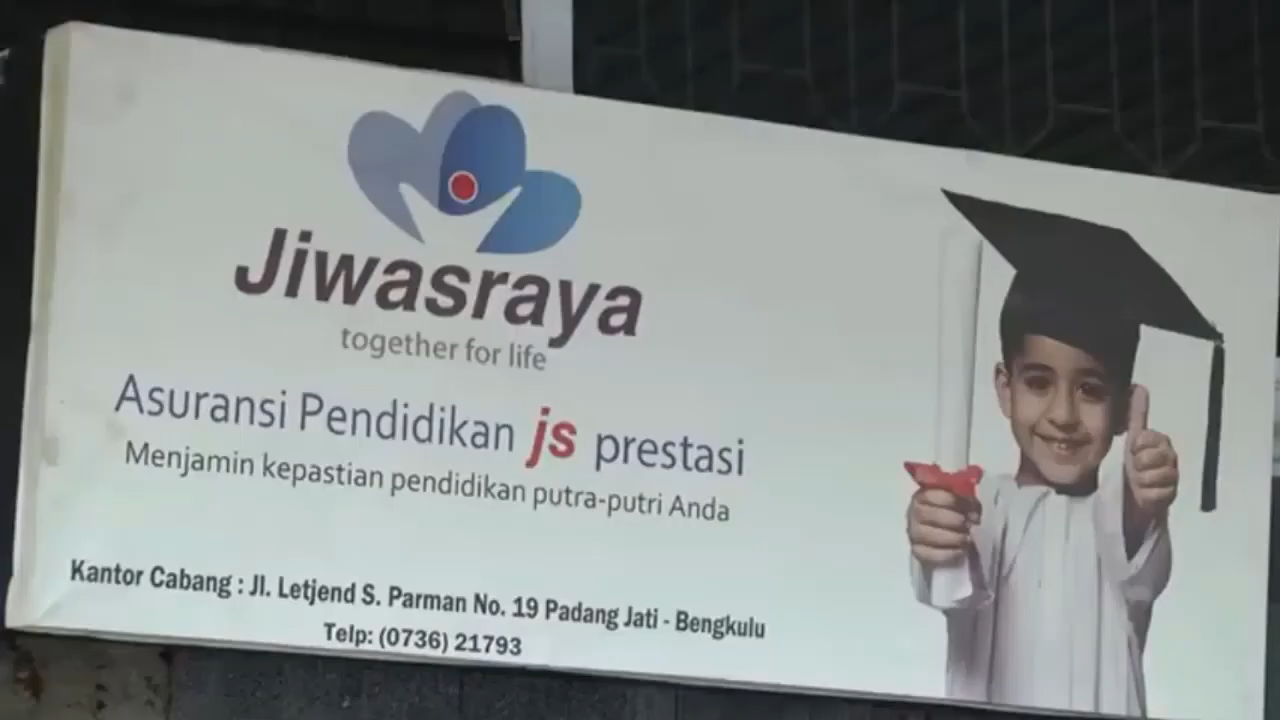 Jiwasraya
together for life
Asuransi Pendidikan js prestasi
Menjamin kepastian pendidikan putra-putri Anda
Kantor Cabang : Jl. Letjend S. Parman No. 19 Padang Jati - Bengkulu
Telp: (0736) 21793